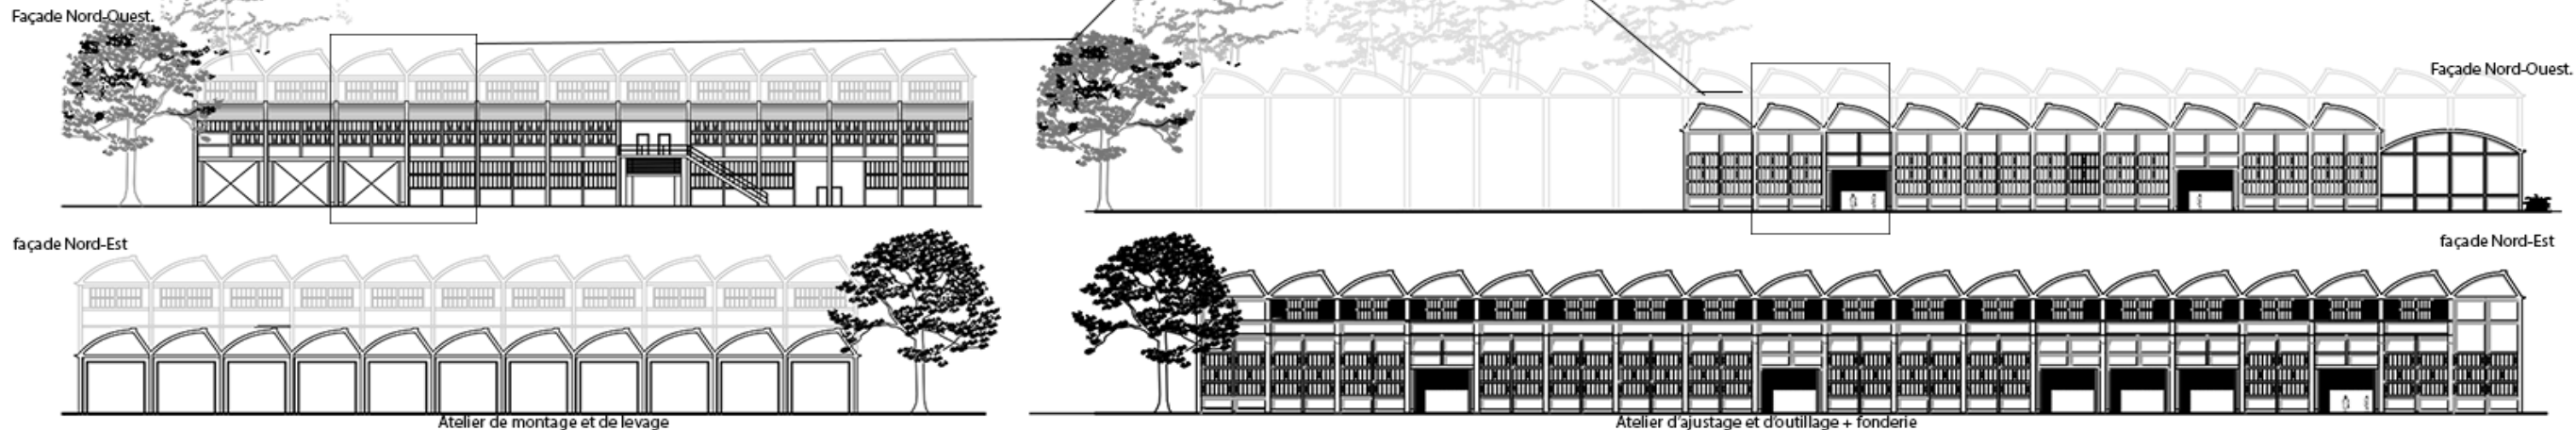 Façade Nord-Ouest.
Façade Nord-Ouest.
façade Nord-Est
façade Nord-Est
Atelier de montage et de levage
Atelier d'ajustage et d'outillage + fonderie